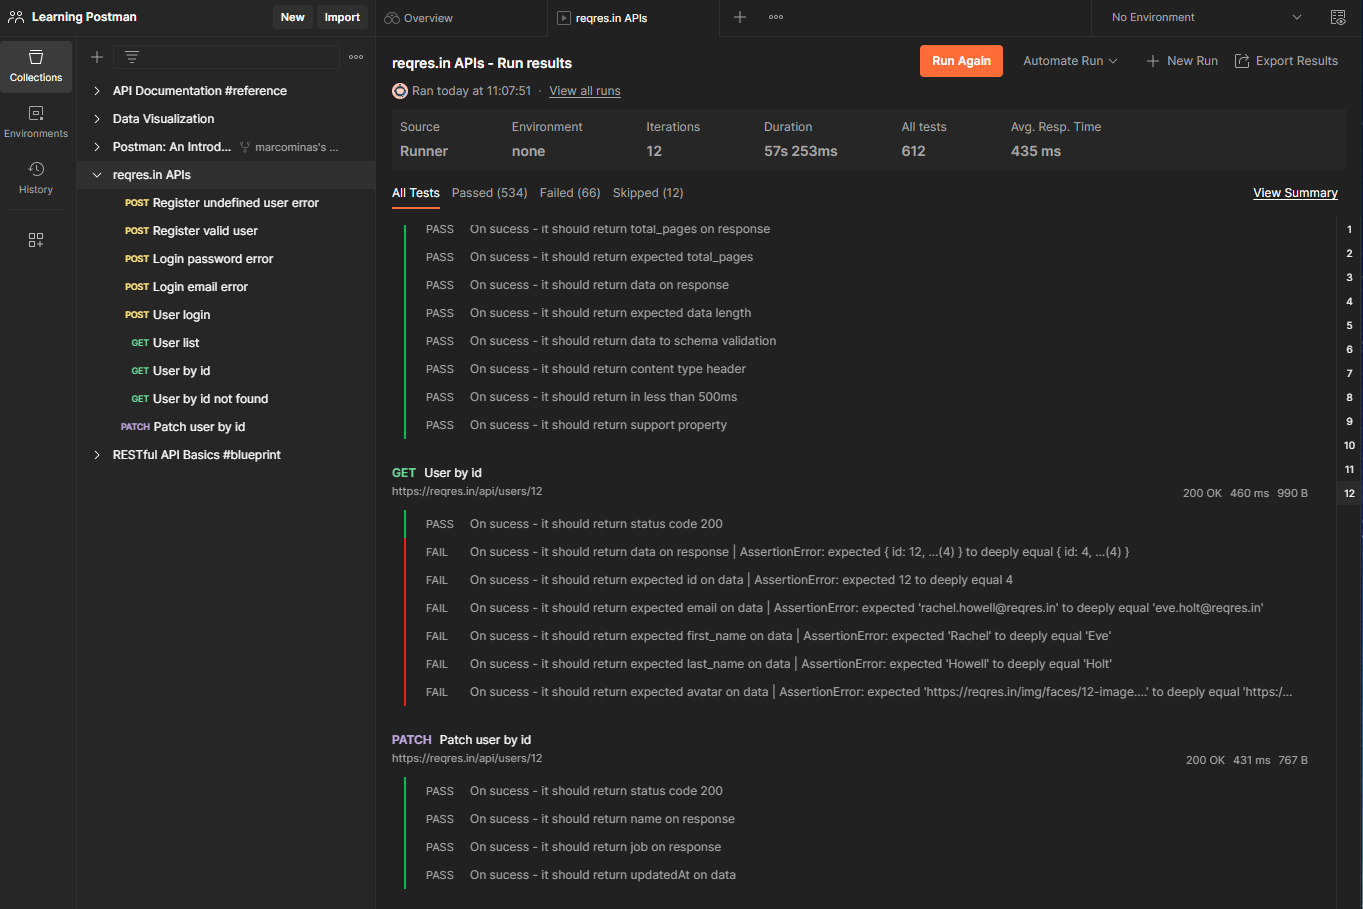 Learning Postman
New
Import
Overview
reqres.in APIs
No Environment
Collections
Environments
History
API Documentation #reference
Data Visualization
Postman: An Introd... marcominas's ...
reqres.in APIs
POST Register undefined user error
POST Register valid user
POST Login password error
POST Login email error
POST User login
GET User list
GET User by id
GET User by id not found
PATCH Patch user by id
RESTful API Basics #blueprint
reqres.in APIs - Run results
Run Again
Automate Run
New Run
Export Results
Ran today at 11:07:51 · View all runs
Source Environment Iterations Duration All tests Avg. Resp. Time
Runner none 12 57s 253ms 612 435 ms
All Tests Passed (534) Failed (66) Skipped (12) View Summary
PASS On sucess - it should return total_pages on response
PASS On sucess - it should return expected total_pages
PASS On sucess - it should return data on response
PASS On sucess - it should return expected data length
PASS On sucess - it should return data to schema validation
PASS On sucess - it should return content type header
PASS On sucess - it should return in less than 500ms
PASS On sucess - it should return support property
GET User by id
https://reqres.in/api/users/12
200 OK 460 ms 990 B
PASS On sucess - it should return status code 200
FAIL On sucess - it should return data on response | AssertionError: expected { id: 12, …(4) } to deeply equal { id: 4, …(4) }
FAIL On sucess - it should return expected id on data | AssertionError: expected 12 to deeply equal 4
FAIL On sucess - it should return expected email on data | AssertionError: expected 'rachel.howell@reqres.in' to deeply equal 'eve.holt@reqres.in'
FAIL On sucess - it should return expected first_name on data | AssertionError: expected 'Rachel' to deeply equal 'Eve'
FAIL On sucess - it should return expected last_name on data | AssertionError: expected 'Howell' to deeply equal 'Holt'
FAIL On sucess - it should return expected avatar on data | AssertionError: expected 'https://reqres.in/img/faces/12-image.…' to deeply equal 'https:/...
PATCH Patch user by id
https://reqres.in/api/users/12
200 OK 431 ms 767 B
PASS On sucess - it should return status code 200
PASS On sucess - it should return name on response
PASS On sucess - it should return job on response
PASS On sucess - it should return updatedAt on data
1
2
3
4
5
6
7
8
9
10
11
12